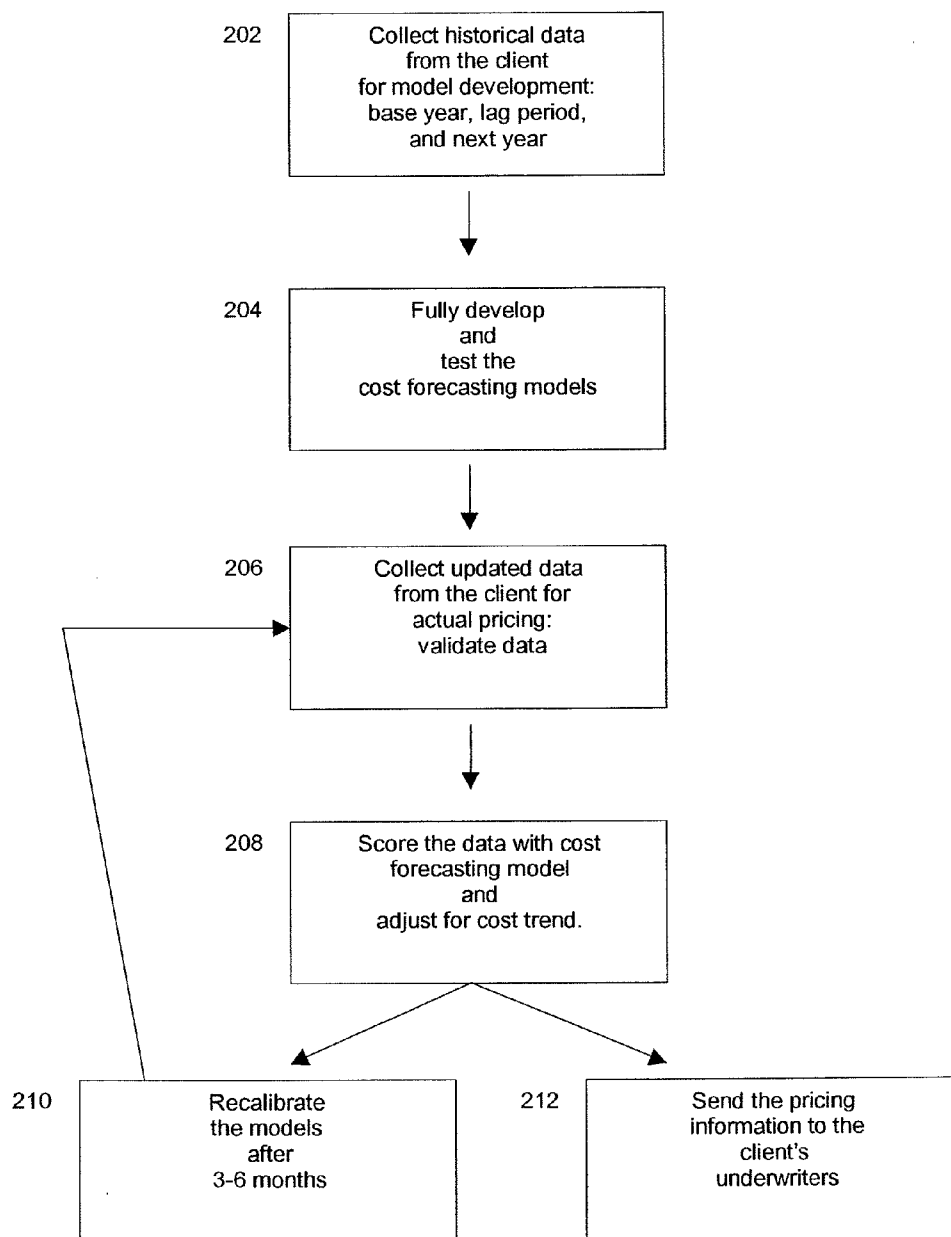 202
Collect historical data
from the client
for model development:
base year, lag period,
and next year
204
Fully develop
and
test the
cost forecasting models
206
Collect updated data
from the client for
actual pricing:
validate data
208
Score the data with cost
forecasting model
and
adjust for cost trend.
210
Recalibrate
the models
after
3-6 months
212
Send the pricing
information to the
client's
underwriters